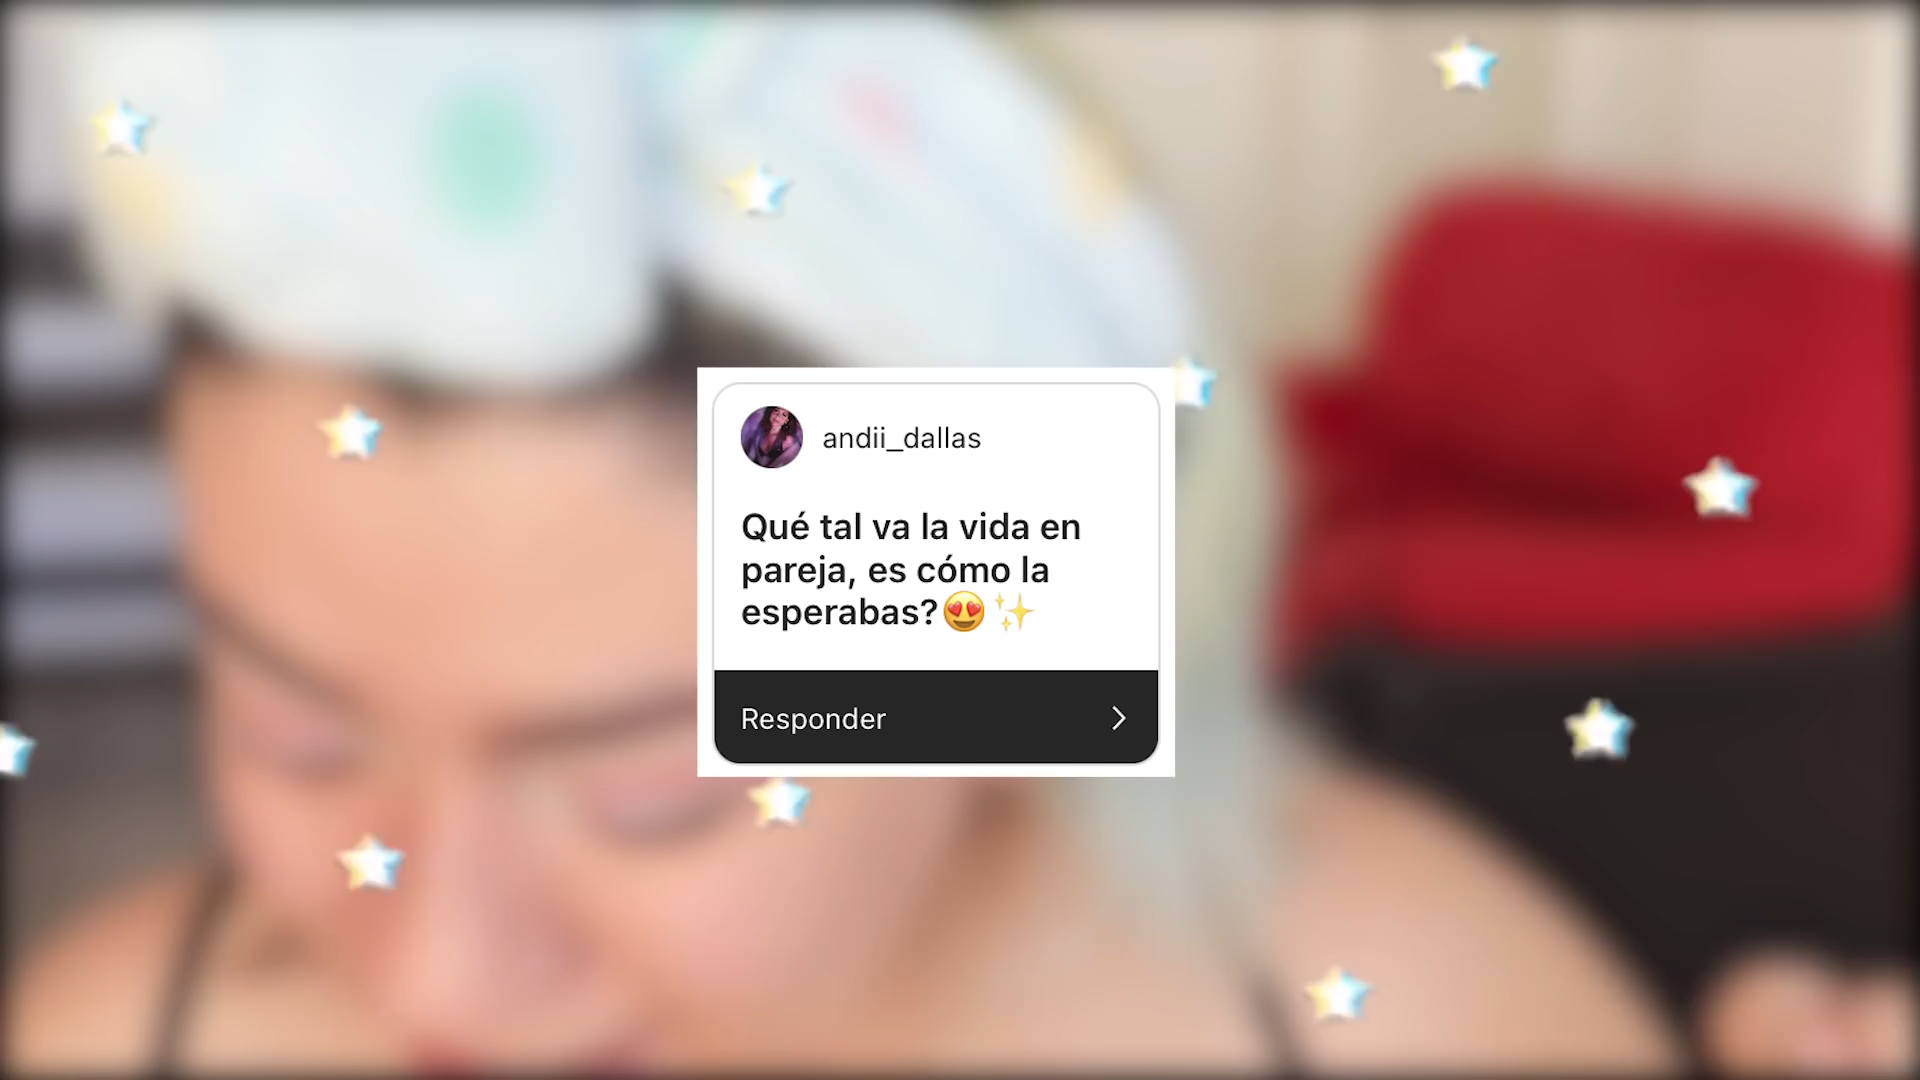 andii_dallas
Qué tal va la vida en
pareja, es cómo la
esperabas?😍✨
Responder